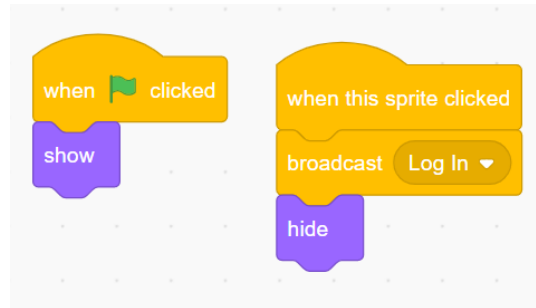 when clicked
show
when this sprite clicked
broadcast Log In
hide